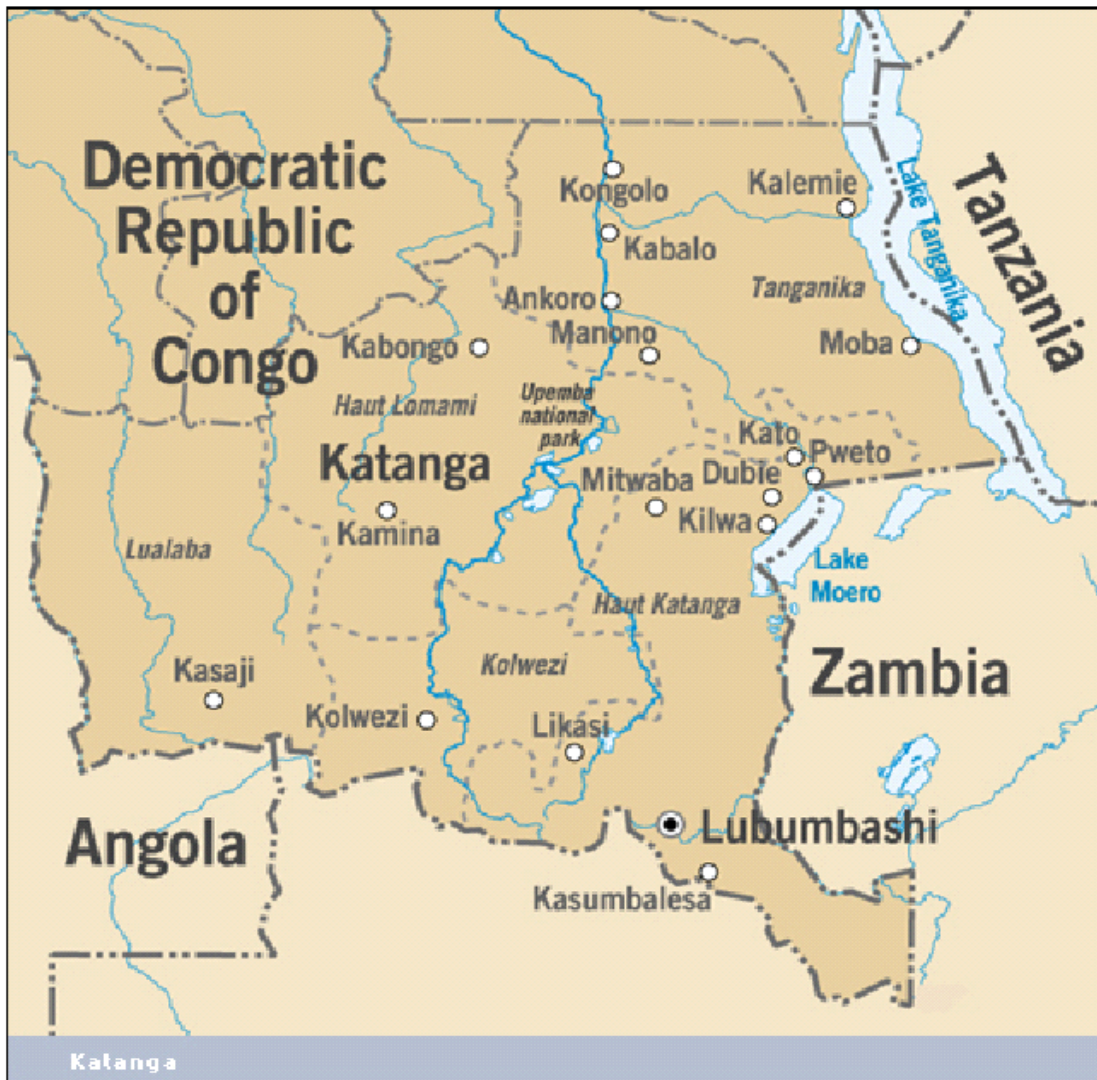 Democratic
Republic
of
Congo
Kongolo
Kalemie
Lake Tanganika
Tanzania
Kabalo
Tanganika
Ankoro
Manono
Moba
Kabongo
Haut Lomami
Upemba
national
park
Katanga
Kato
Pweto
Mitwaba
Dubie
Kilwa
Kamina
Lualaba
Lake
Moero
Haut Katanga
Kolwezi
Zambia
Kasaji
Kolwezi
Likasi
Angola
Lubumbashi
Kasumbalesa
Katanga